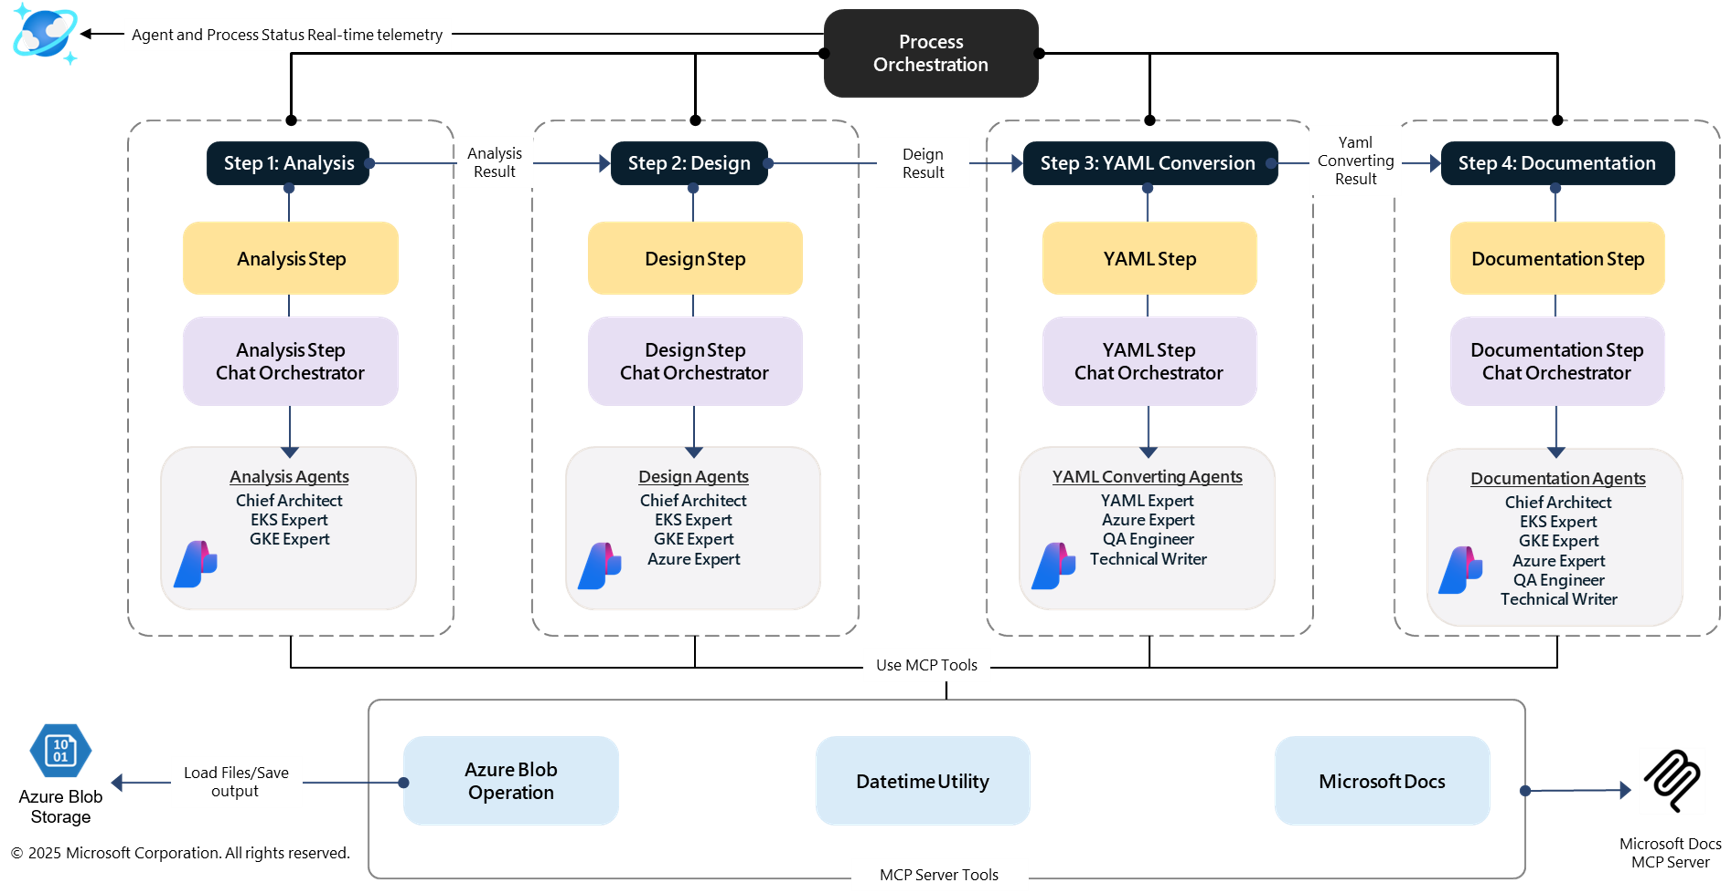 Agent and Process Status Real-time telemetry
Process
Orchestration
Step 1: Analysis
Analysis
Result
Step 2: Design
Deign
Result
Step 3: YAML Conversion
Yaml
Converting
Result
Step 4: Documentation
Analysis Step
Design Step
YAML Step
Documentation Step
Analysis Step
Chat Orchestrator
Design Step
Chat Orchestrator
YAML Step
Chat Orchestrator
Documentation Step
Chat Orchestrator
Analysis Agents
Chief Architect
EKS Expert
GKE Expert
Design Agents
Chief Architect
EKS Expert
GKE Expert
Azure Expert
YAML Converting Agents
YAML Expert
Azure Expert
QA Engineer
Technical Writer
Documentation Agents
Chief Architect
EKS Expert
GKE Expert
Azure Expert
QA Engineer
Technical Writer
Use MCP Tools
10
01
Azure Blob
Storage
Load Files/Save
output
Azure Blob
Operation
Datetime Utility
Microsoft Docs
Microsoft Docs
MCP Server
© 2025 Microsoft Corporation. All rights reserved.
MCP Server Tools